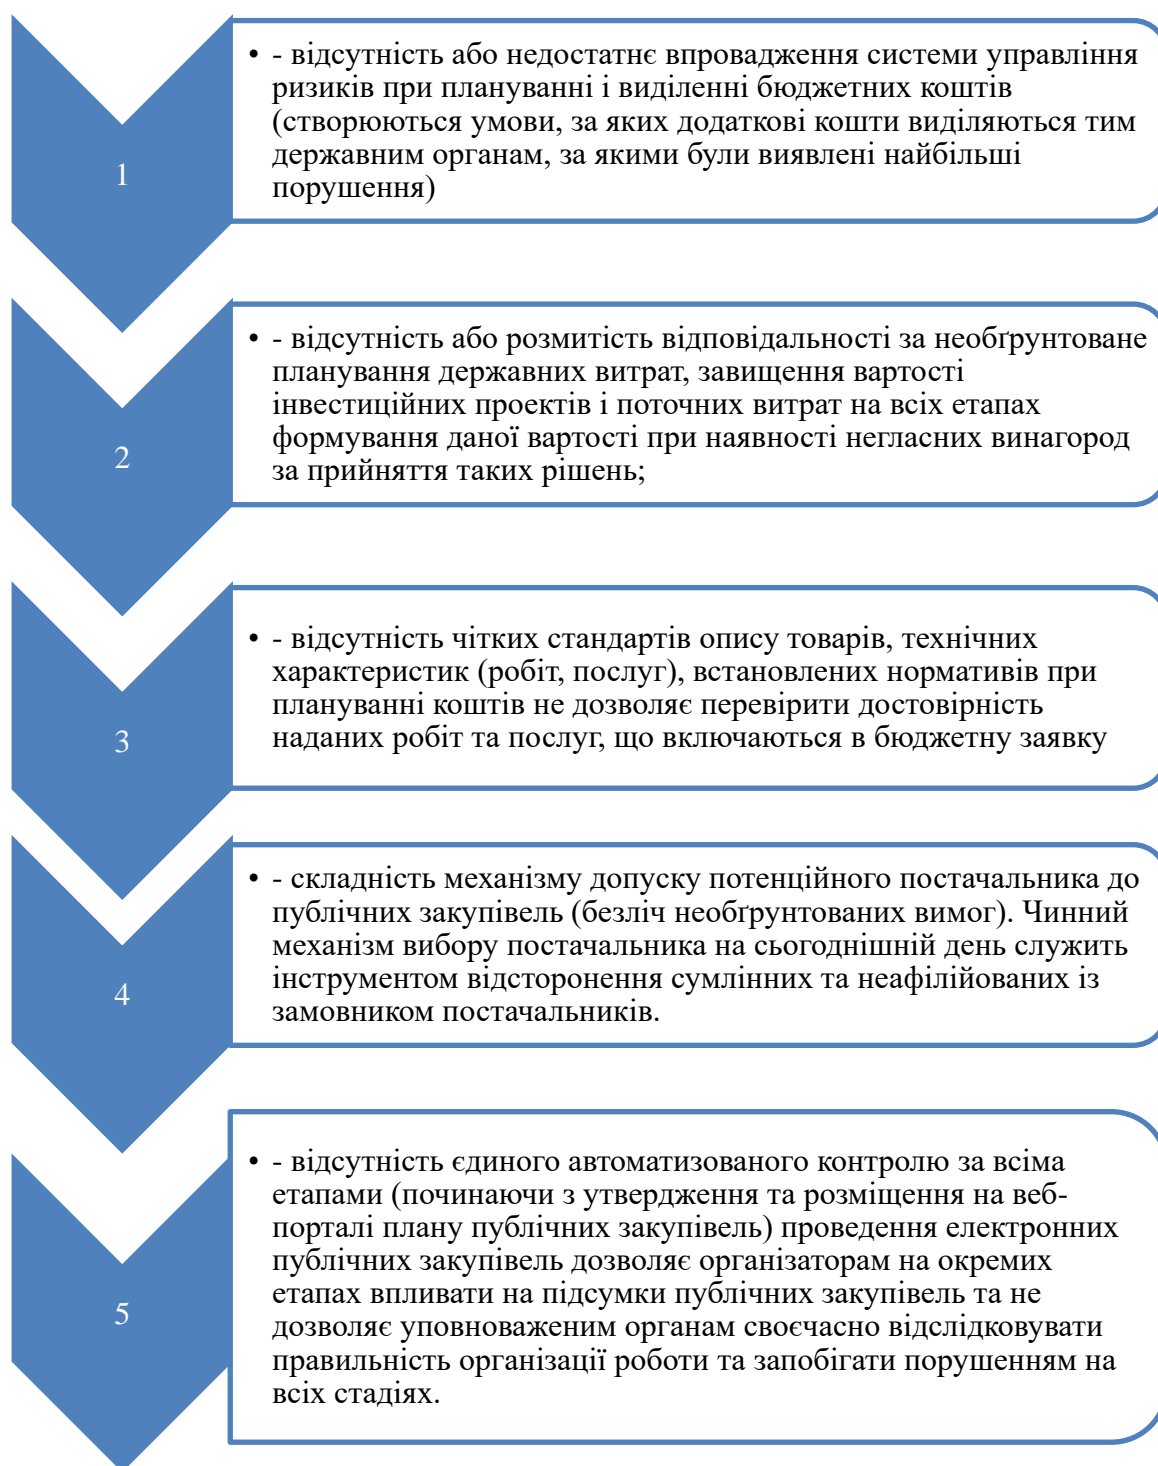 • - відсутність або недостатнє впровадження системи управління
ризиків при плануванні і виділенні бюджетних коштів
(створюються умови, за яких додаткові кошти виділяються тим
державним органам, за якими були виявлені найбільші
порушення)
1
• - відсутність або розмитість відповідальності за необґрунтоване
планування державних витрат, завищення вартості
інвестиційних проектів і поточних витрат на всіх етапах
формування даної вартості при наявності негласних винагород
за прийняття таких рішень;
2
• - відсутність чітких стандартів опису товарів, технічних
характеристик (робіт, послуг), встановлених нормативів при
плануванні коштів не дозволяє перевірити достовірність
наданих робіт та послуг, що включаються в бюджетну заявку
3
• - складність механізму допуску потенційного постачальника до
публічних закупівель (безліч необґрунтованих вимог). Чинний
механізм вибору постачальника на сьогоднішній день служить
інструментом відсторонення сумлінних та неафілійованих із
замовником постачальників.
4
• - відсутність єдиного автоматизованого контролю за всіма
етапами (починаючи з утвердження та розміщення на веб-
порталі плану публічних закупівель) проведення електронних
публічних закупівель дозволяє організаторам на окремих
етапах впливати на підсумки публічних закупівель та не
дозволяє уповноваженим органам своєчасно відслідковувати
правильність організації роботи та запобігати порушенням на
всіх стадіях.
5